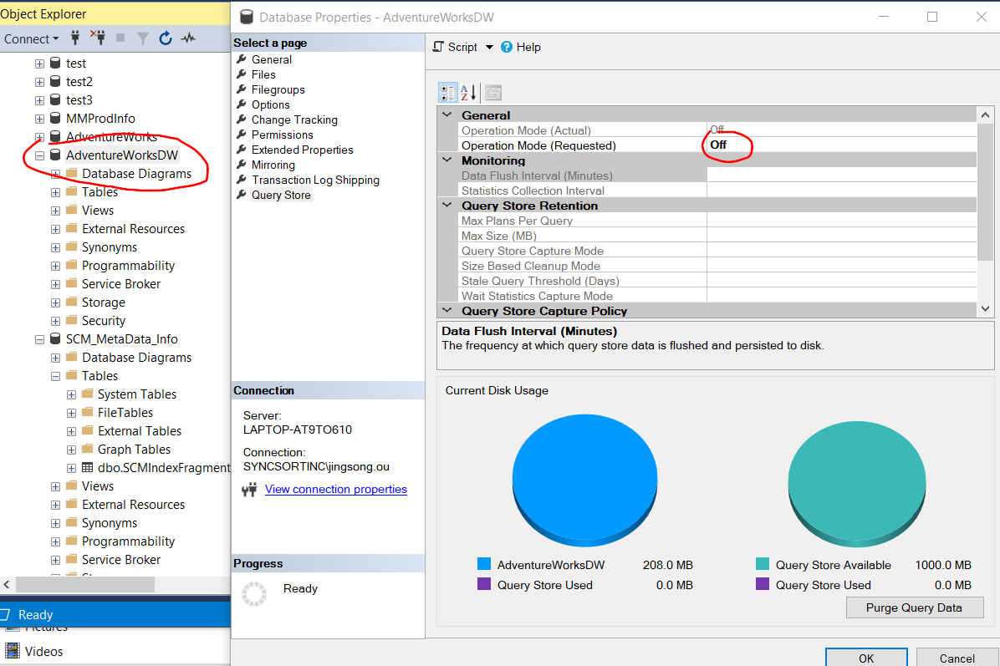 Object Explorer
Connect
test
test2
test3
MMProdInfo
AdventureWorks
AdventureWorksDW
Database Diagrams
Tables
Views
External Resources
Synonyms
Programmability
Service Broker
Storage
Security
SCM_MetaData_Info
Database Diagrams
Tables
System Tables
FileTables
External Tables
Graph Tables
dbo.SCMIndexFragment
Views
External Resources
Synonyms
Programmability
Service Broker
Ready
Pictures
Videos
Database Properties - AdventureWorksDW
Select a page
General
Files
Filegroups
Options
Change Tracking
Permissions
Extended Properties
Mirroring
Transaction Log Shipping
Query Store
Connection
Server:
LAPTOP-AT9TO610
Connection:
SYNCSORTINC\jingsong.ou
View connection properties
Progress
Ready
Script Help
General
Operation Mode (Actual) Off
Operation Mode (Requested) Off
Monitoring
Data Flush Interval (Minutes)
Statistics Collection Interval
Query Store Retention
Max Plans Per Query
Max Size (MB)
Query Store Capture Mode
Size Based Cleanup Mode
Stale Query Threshold (Days)
Wait Statistics Capture Mode
Query Store Capture Policy
Data Flush Interval (Minutes)
The frequency at which query store data is flushed and persisted to disk.
Current Disk Usage
AdventureWorksDW 208.0 MB
Query Store Used 0.0 MB
Query Store Available 1000.0 MB
Query Store Used 0.0 MB
Purge Query Data
OK Cancel